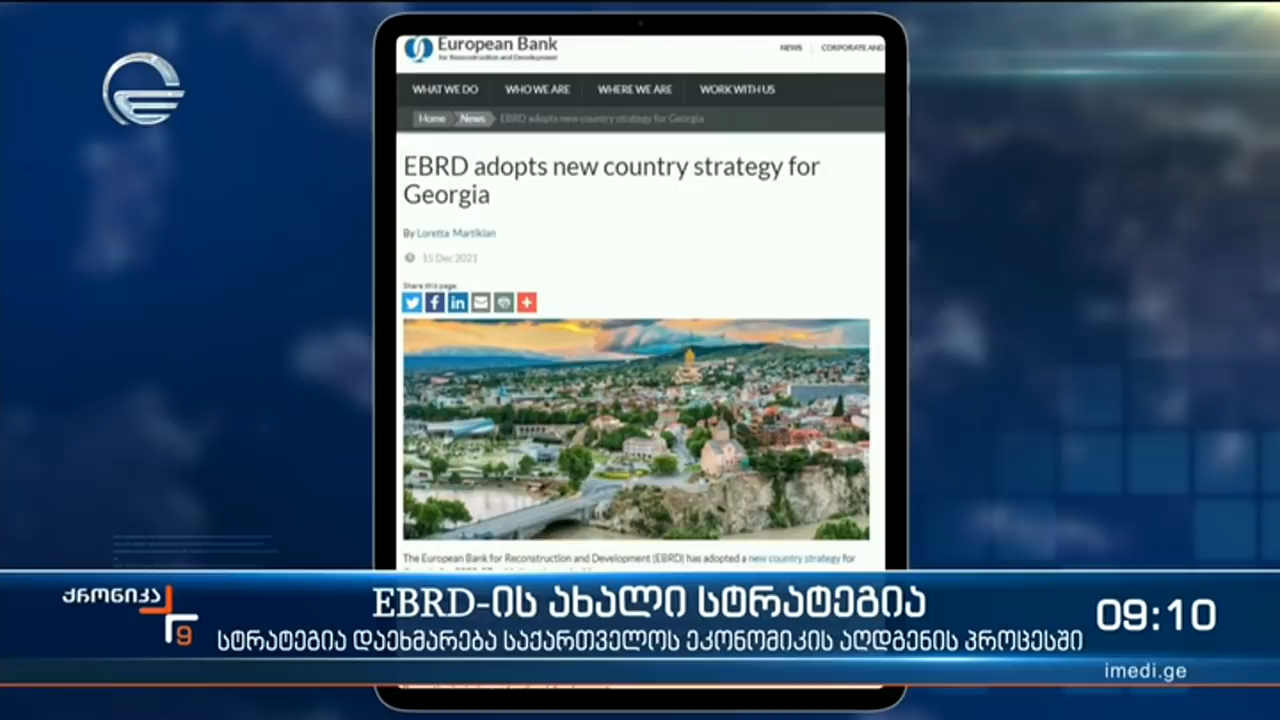 European Bank
for Reconstruction and Development
NEWS
CORPORATE AND
WHAT WE DO
WHO WE ARE
WHERE WE ARE
WORK WITH US
Home
News
EBRD adopts new country strategy for Georgia
EBRD adopts new country strategy for
Georgia
By Loretta Martikian
15 Dec 2021
Share this page:
The European Bank for Reconstruction and Development (EBRD) has adopted a new country strategy for
ქრონიკა
9
EBRD-ის ახალი სტრატეგია
სტრატეგია დაეხმარება საქართველოს ეკონომიკის აღდგენის პროცესში
09:10
imedi.ge